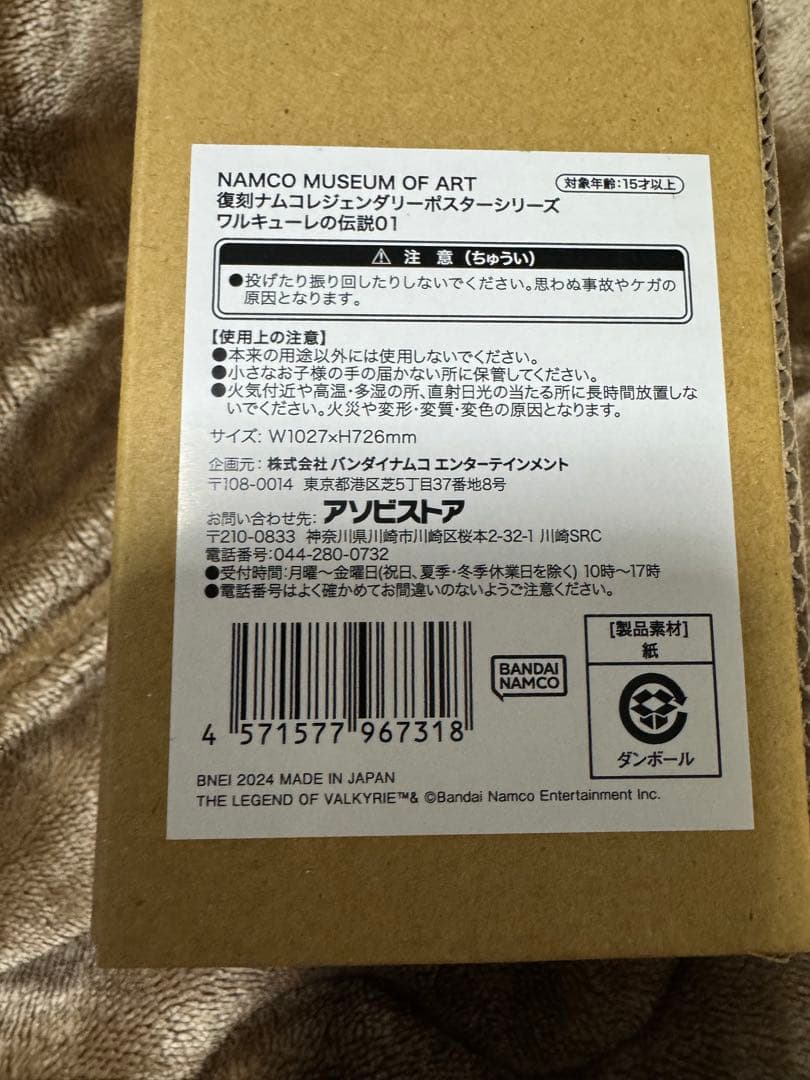 NAMCO MUSEUM OF ART
対象年齢:15才以上
復刻ナムコレジェンダリーポスターシリーズ
ワルキューレの伝説01
⚠ 注 意 (ちゅうい)
●投げたり振り回したりしないでください。思わぬ事故やケガの
原因となります。
【使用上の注意】
●本来の用途以外には使用しないでください。
●小さなお子様の手の届かない所に保管してください。
●火気付近や高温・多湿の所、直射日光の当たる所に長時間放置しな
いでください。火災や変形・変質・変色の原因となります。
サイズ: W1027×H726mm
企画元: 株式会社 バンダイナムコ エンターテインメント
〒108-0014 東京都港区芝5丁目37番地8号
お問い合わせ先: アソビストア
〒210-0833 神奈川県川崎市川崎区桜本2-32-1 川崎SRC
電話番号:044-280-0732
●受付時間:月曜～金曜日(祝日、夏季・冬季休業日を除く) 10時～17時
●電話番号はよく確かめてお間違いのないようご注意ください。
4 571577 967318
BANDAI
NAMCO
[製品素材]
紙
ダンボール
BNEI 2024 MADE IN JAPAN
THE LEGEND OF VALKYRIE™& ©Bandai Namco Entertainment Inc.